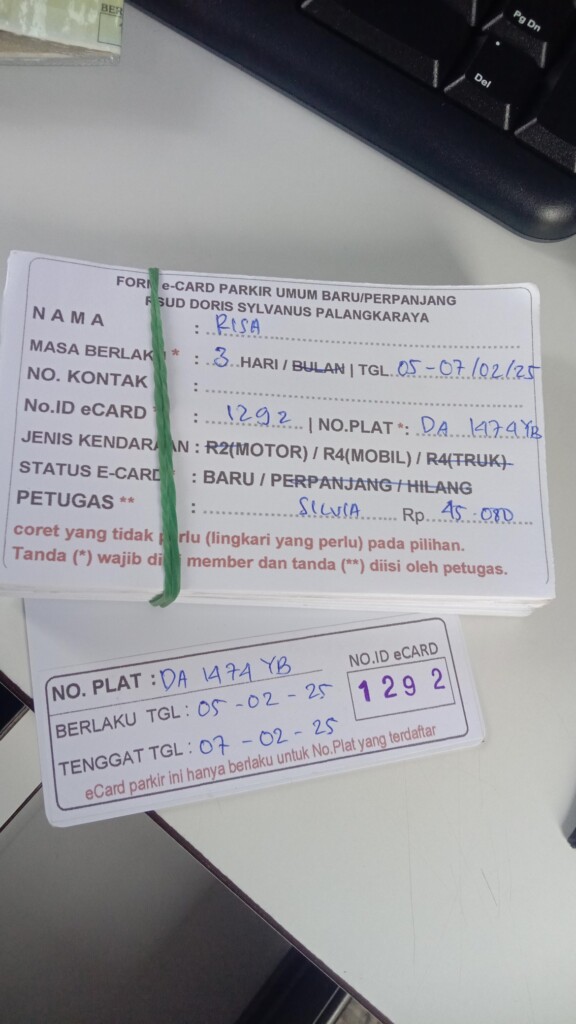 BER
Pg Dn
Del
FORM e-CARD PARKIR UMUM BARU/PERPANJANG
RSUD DORIS SYLVANUS PALANGKARAYA
NAMA : RISA
MASA BERLAKU * : 3 HARI / BULAN | TGL 05-07/02/25
NO. KONTAK :
No.ID eCARD : 1292 | NO.PLAT *: DA 1474 YB
JENIS KENDARAAN : R2(MOTOR) / R4(MOBIL) / R4(TRUK)
STATUS E-CARD : BARU / PERPANJANG / HILANG
PETUGAS ** : SILVIA Rp. 45.000
coret yang tidak perlu (lingkari yang perlu) pada pilihan.
Tanda (*) wajib diisi member dan tanda (**) diisi oleh petugas.
NO. PLAT : DA 1474 YB
NO.ID eCARD
1292
BERLAKU TGL : 05-02-25
TENGGAT TGL : 07-02-25
eCard parkir ini hanya berlaku untuk No.Plat yang terdaftar